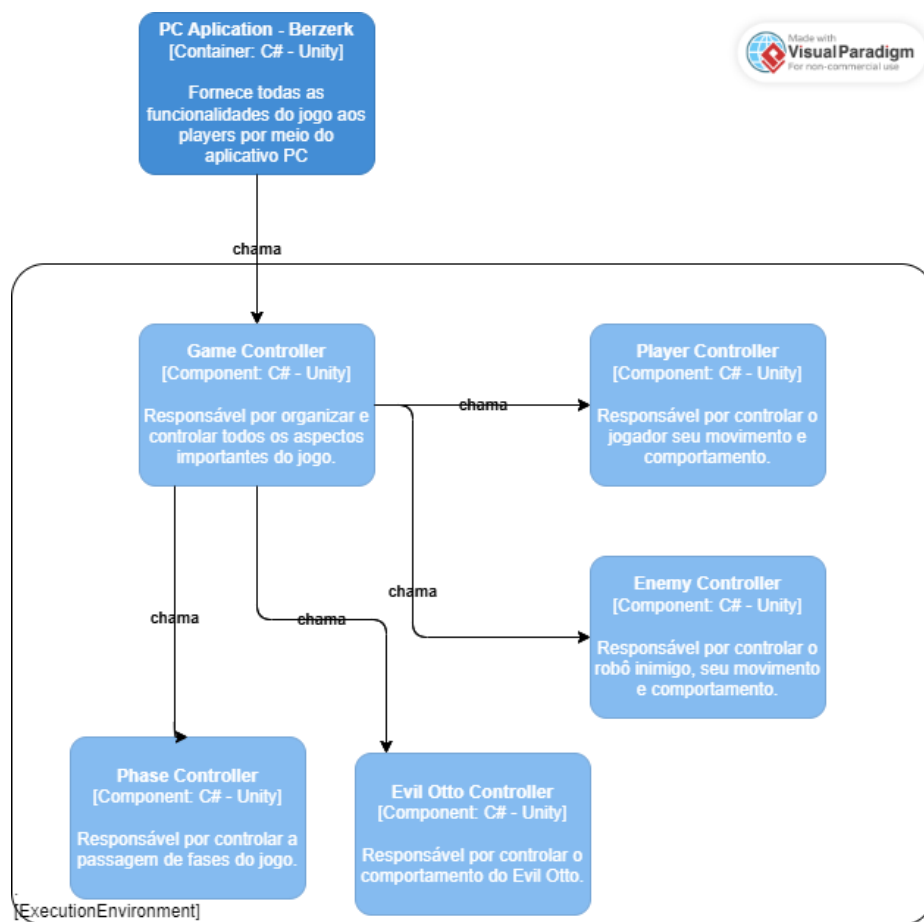 PC Aplication - Berzerk
[Container: C# - Unity]
Fornece todas as
funcionalidades do jogo aos
players por meio do
aplicativo PC
Made with
VisualParadigm
For non-commercial use
chama
Game Controller
[Component: C# - Unity]
Responsável por organizar e
controlar todos os aspectos
importantes do jogo.
chama
Player Controller
[Component: C# - Unity]
Responsável por controlar o
jogador seu movimento e
comportamento.
chama
Enemy Controller
[Component: C# - Unity]
Responsável por controlar o
robô inimigo, seu movimento
e comportamento.
chama
chama
Phase Controller
[Component: C# - Unity]
Responsável por controlar a
passagem de fases do jogo.
Evil Otto Controller
[Component: C# - Unity]
Responsável por controlar o
comportamento do Evil Otto.
[ExecutionEnvironment]